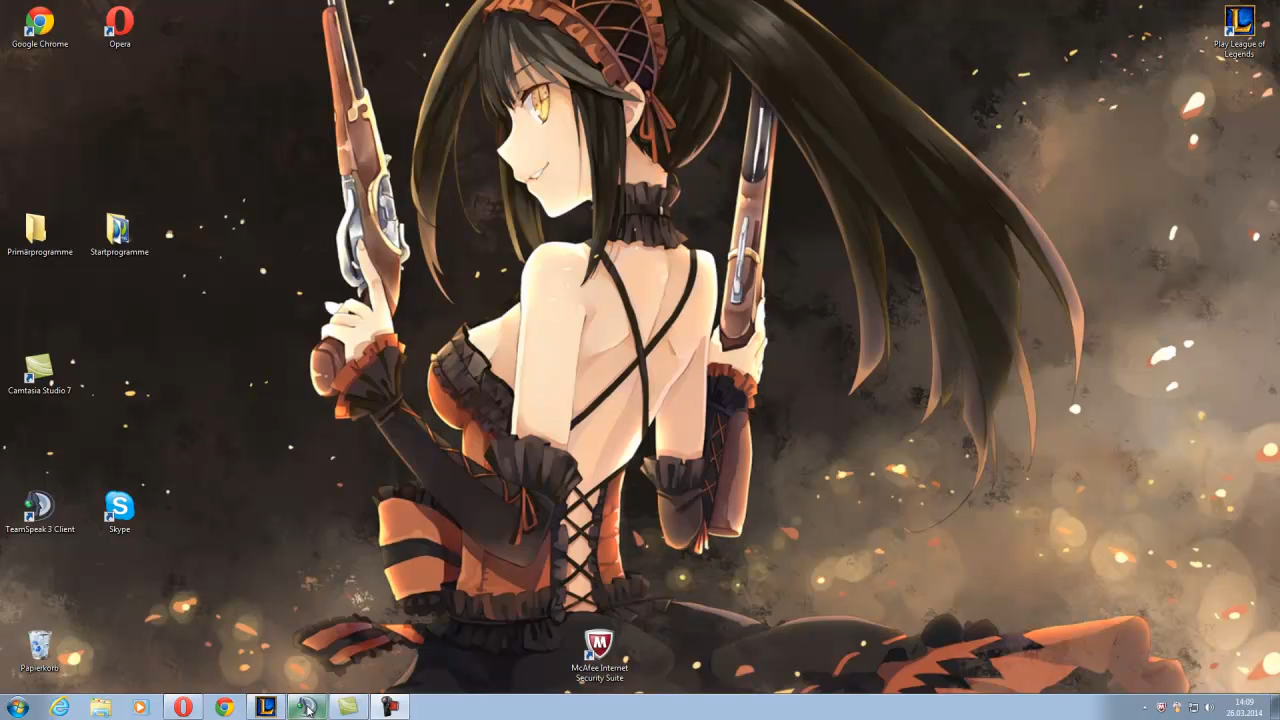 Google Chrome
Opera
Play League of
Legends
Primärprogramme
Startprogramme
Camtasia Studio 7
TeamSpeak 3 Client
Skype
Papierkorb
McAfee Internet
Security Suite
14:09
26.03.2014